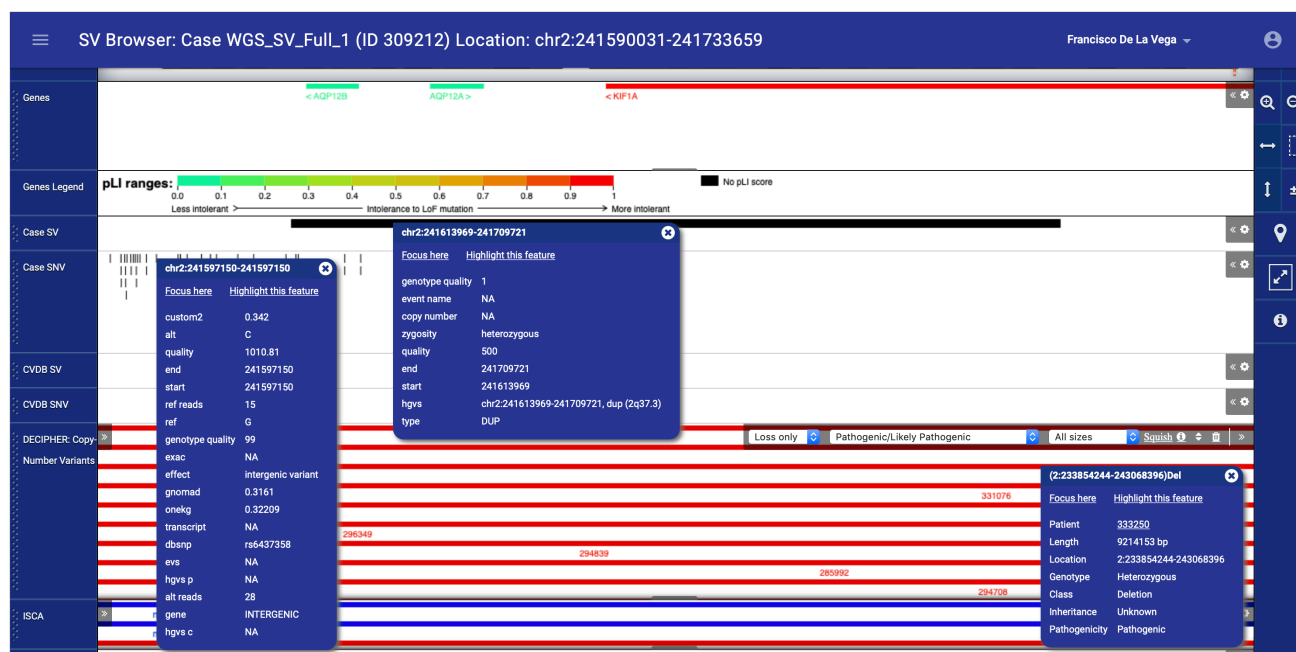 SV Browser: Case WGS_SV_Full_1 (ID 309212) Location: chr2:241590031-241733659
Francisco De La Vega
Genes
< AQP12B
AQP12A >
< KIF1A
Genes Legend
pLI ranges:
0.0 0.1 0.2 0.3 0.4 0.5 0.6 0.7 0.8 0.9 1
Less intolerant > Intolerance to LoF mutation > More intolerant
No pLI score
Case SV
chr2:241613969-241709721
Focus here Highlight this feature
genotype quality 1
event name NA
copy number NA
zygosity heterozygous
quality 500
end 241709721
start 241613969
hgvs chr2:241613969-241709721, dup (2q37.3)
type DUP
Case SNV
chr2:241597150-241597150
Focus here Highlight this feature
custom2 0.342
alt C
quality 1010.81
end 241597150
start 241597150
ref reads 15
ref G
genotype quality 99
exac NA
effect intergenic variant
gnomad 0.3161
onekg 0.32209
transcript NA
dbsnp rs6437358
evs NA
hgvs p NA
alt reads 28
gene INTERGENIC
hgvs c NA
CVDB SV
CVDB SNV
DECIPHER: Copy-
Number Variants
Loss only Pathogenic/Likely Pathogenic All sizes Squish
331076
296349
294839
285992
294708
(2:233854244-243068396)Del
Focus here Highlight this feature
Patient 333250
Length 9214153 bp
Location 2:233854244-243068396
Genotype Heterozygous
Class Deletion
Inheritance Unknown
Pathogenicity Pathogenic
ISCA